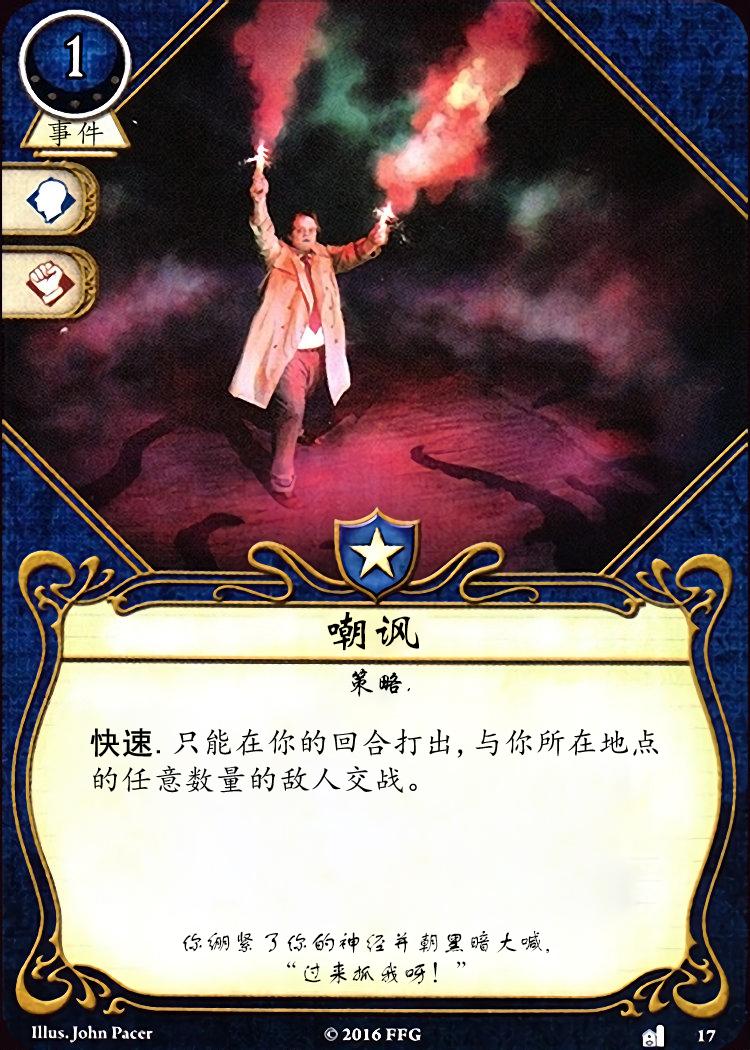 1
事件
嘲讽
策略.
快速. 只能在你的回合打出, 与你所在地点
的任意数量的敌人交战。
你绷紧了你的神经并朝黑暗大喊,
“过来抓我呀！”
Illus. John Pacer
© 2016 FFG
17